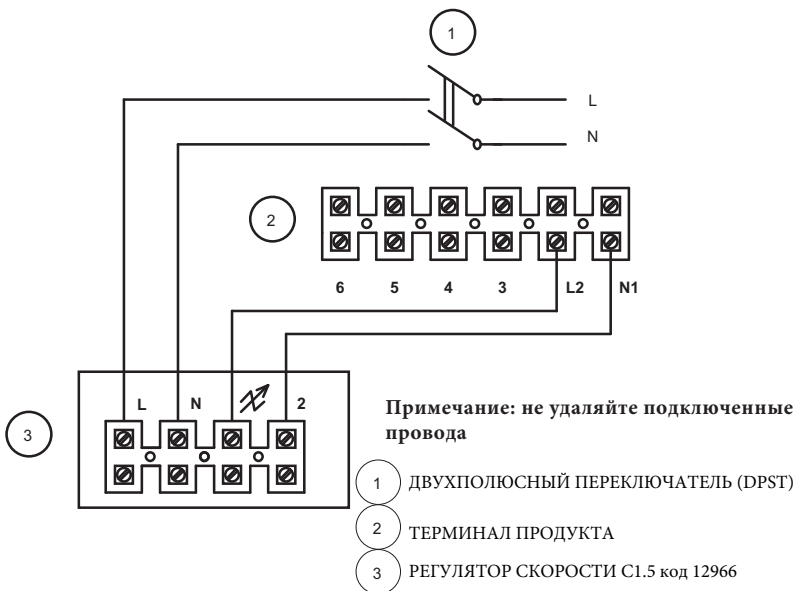 1
L
N
2
6 5 4 3 L2 N1
L N 2
3
Примечание: не удаляйте подключенные
провода
1 ДВУХПОЛЮСНЫЙ ПЕРЕКЛЮЧАТЕЛЬ (DPST)
2 ТЕРМИНАЛ ПРОДУКТА
3 РЕГУЛЯТОР СКОРОСТИ C1.5 код 12966